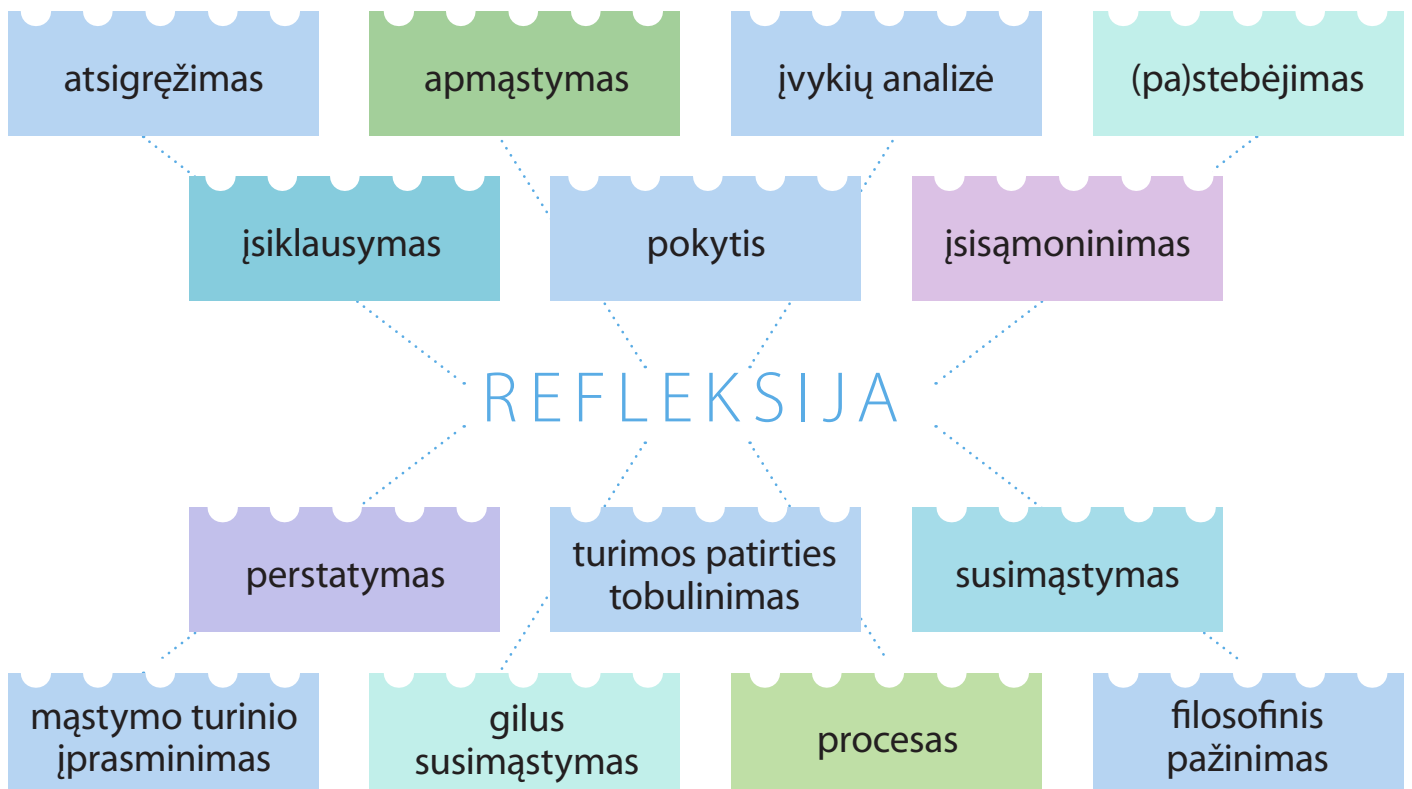 atsigręžimas
apmąstymas
įvykių analizė
(pa)stebėjimas
įsiklausymas
pokytis
įsisąmoninimas
REFLEKSIJA
perstatymas
turimos patirties
tobulinimas
susimąstymas
mąstymo turinio
įprasminimas
gilus
susimąstymas
procesas
filosofinis
pažinimas